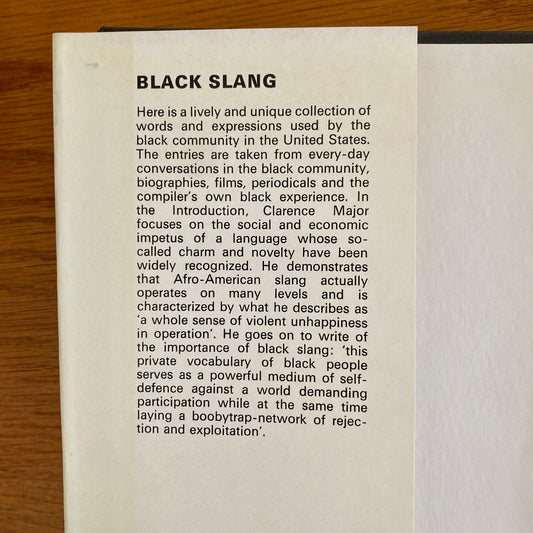 BLACK SLANG
Here is a lively and unique collection of
words and expressions used by the
black community in the United States.
The entries are taken from every-day
conversations in the black community,
biographies, films, periodicals and the
compiler's own black experience. In
the Introduction, Clarence Major
focuses on the social and economic
impetus of a language whose so-
called charm and novelty have been
widely recognized. He demonstrates
that Afro-American slang actually
operates on many levels and is
characterized by what he describes as
'a whole sense of violent unhappiness
in operation'. He goes on to write of
the importance of black slang: 'this
private vocabulary of black people
serves as a powerful medium of self-
defence against a world demanding
participation while at the same time
laying a boobytrap-network of rejec-
tion and exploitation'.